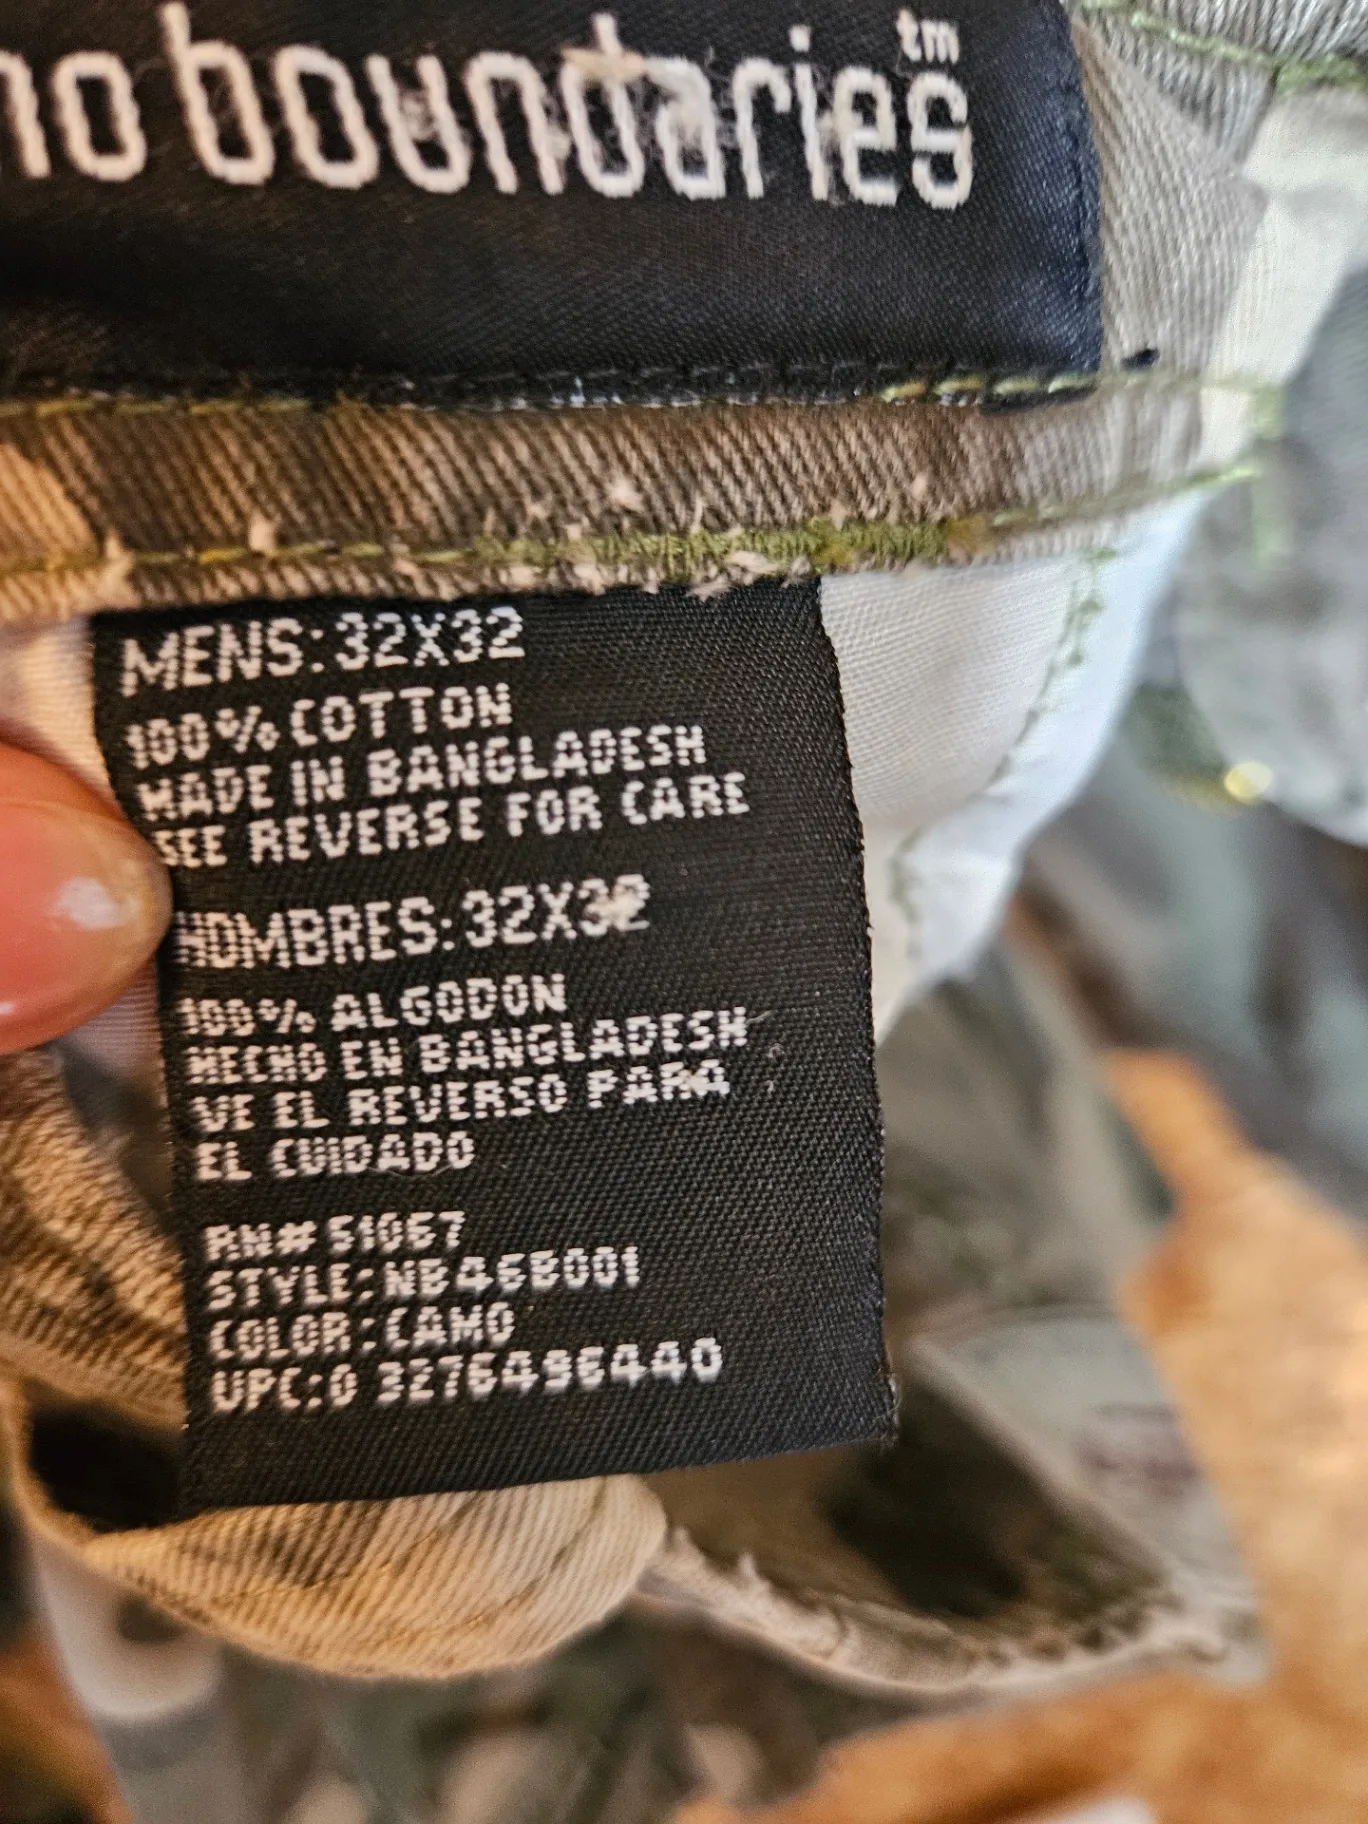 no boundaries tm
MENS:32X32
100% COTTON
MADE IN BANGLADESH
SEE REVERSE FOR CARE
HOMBRES:32X32
100% ALGODON
HECHO EN BANGLADESH
VE EL REVERSO PARA
EL CUIDADO
RN# 51067
STYLE:NB46B001
COLOR:CAMO
UPC:0 3276496440